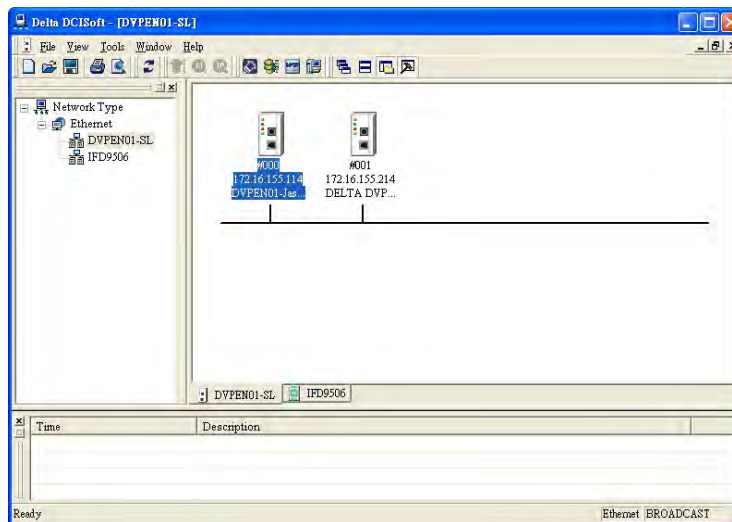 Delta DCISoft - [DVPEN01-SL]
File View Tools Window Help
Network Type
Ethernet
DVPEN01-SL
IFD9506
#000
172.16.155.114
DVPEN01-Jas...
#001
172.16.155.214
DELTA DVP...
DVPEN01-SL IFD9506
Time Description
Ready Ethernet BROADCAST